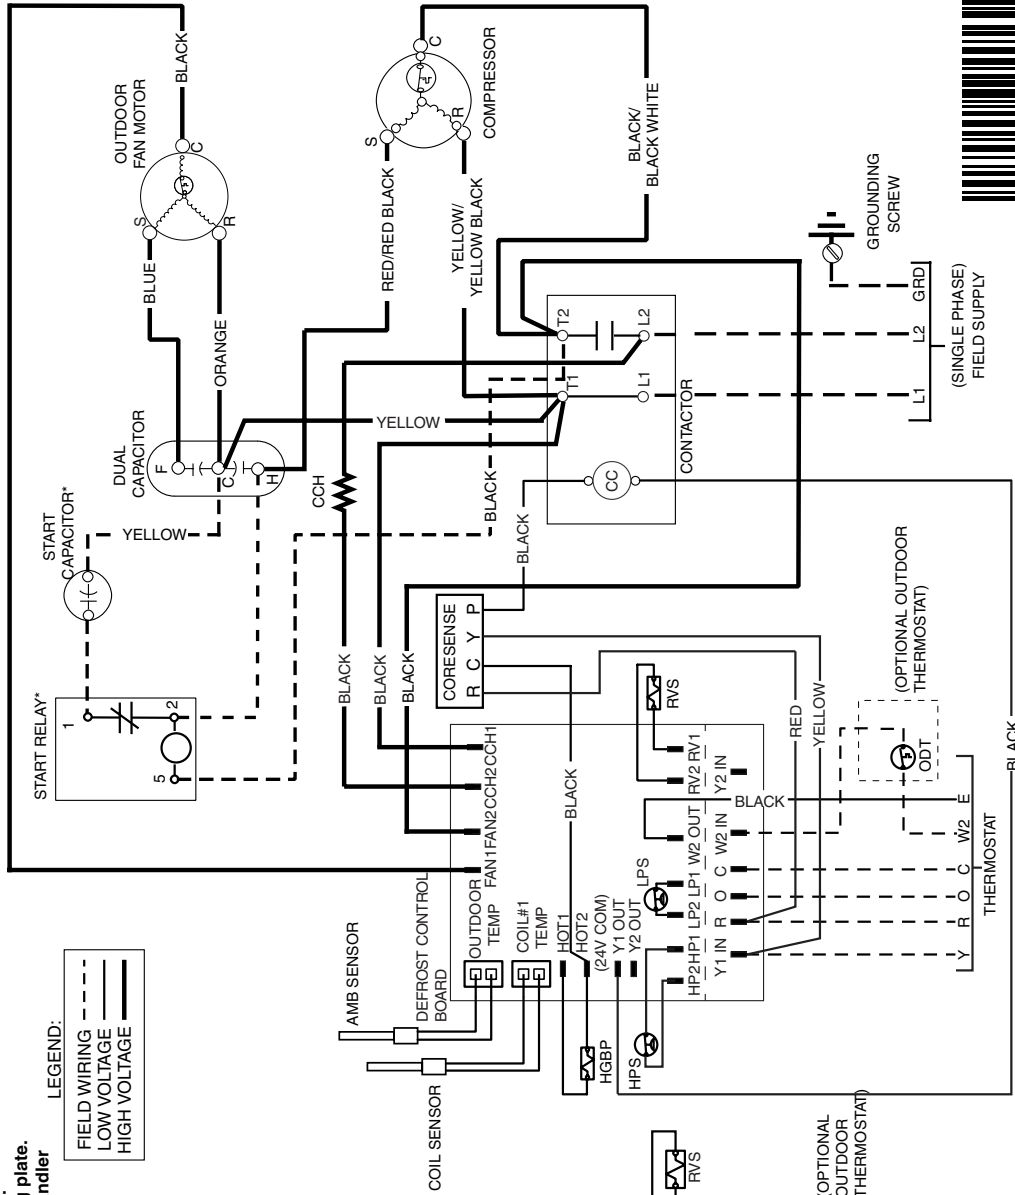 g plate.
ndler
LEGEND:
FIELD WIRING
LOW VOLTAGE
HIGH VOLTAGE
START RELAY*
1
2
5
START
CAPACITOR*
YELLOW
DUAL
CAPACITOR
F
C
H
BLUE
ORANGE
OUTDOOR
FAN MOTOR
S
R
C
BLACK
COMPRESSOR
S
R
C
RED/RED BLACK
YELLOW/
YELLOW BLACK
BLACK/
BLACK WHITE
YELLOW
CCH
BLACK
BLACK
BLACK
BLACK
BLACK
T1
T2
L1
L2
CC
CONTACTOR
GROUNDING
SCREW
L1
L2
GRD
(SINGLE PHASE)
FIELD SUPPLY
AMB SENSOR
COIL SENSOR
DEFROST CONTROL
BOARD
OUTDOOR
TEMP
FAN1
FAN2
CCH2
CCH1
COIL#1
TEMP
HOT1
HOT2
(24V COM)
Y1 OUT
Y2 OUT
HGBP
HPS
LPS
HP2
HP1
LP2
LP1
W2 OUT
RV2
RV1
RVS
Y1 IN
R
O
C
W2 IN
Y2 IN
CORESENSE
R
C
Y
P
BLACK
BLACK
RED
YELLOW
BLACK
(OPTIONAL OUTDOOR
THERMOSTAT)
ODT
Y
R
O
C
W2
E
THERMOSTAT
RVS
(OPTIONAL
OUTDOOR
THERMOSTAT)